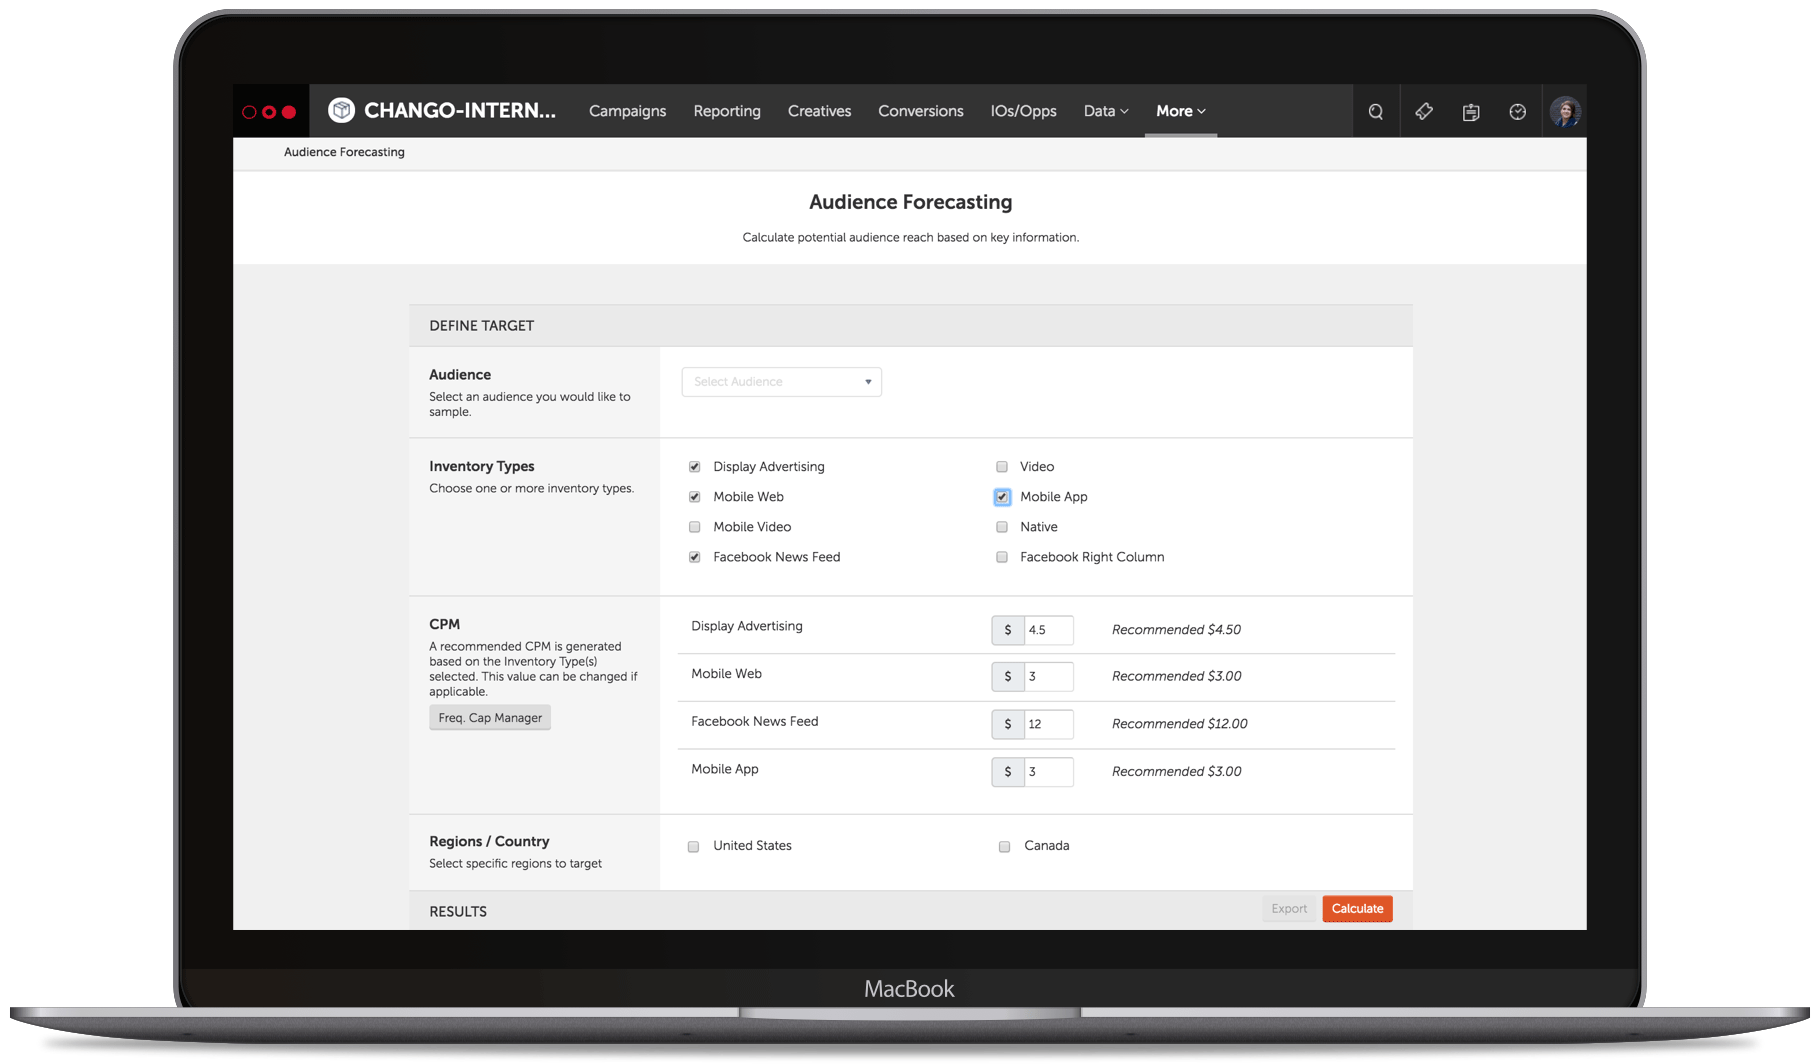 CHANGO-INTERN...
Campaigns Reporting Creatives Conversions IOs/Opps Data More
Audience Forecasting
Audience Forecasting
Calculate potential audience reach based on key information.
DEFINE TARGET
Audience
Select an audience you would like to
sample.
Select Audience
Inventory Types
Choose one or more inventory types.
Display Advertising
Video
Mobile Web
Mobile App
Mobile Video
Native
Facebook News Feed
Facebook Right Column
CPM
A recommended CPM is generated
based on the Inventory Type(s)
selected. This value can be changed if
applicable.
Freq. Cap Manager
Display Advertising $ 4.5 Recommended $4.50
Mobile Web $ 3 Recommended $3.00
Facebook News Feed $ 12 Recommended $12.00
Mobile App $ 3 Recommended $3.00
Regions / Country
Select specific regions to target
United States
Canada
RESULTS
Export
Calculate
MacBook